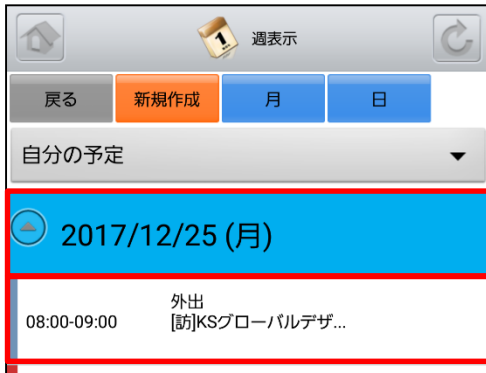 1
週表示
戻る 新規作成 月 日
自分の予定
2017/12/25 (月)
外出
08:00-09:00 [訪]KSグローバルデザ...